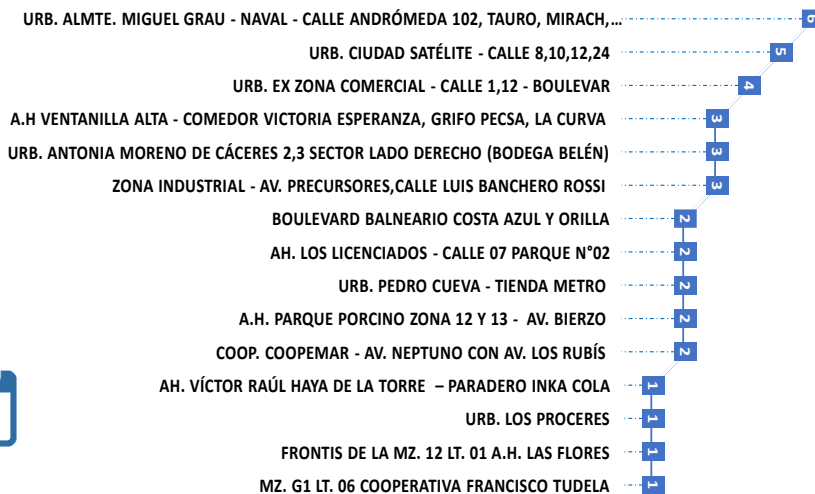 URB. ALMTE. MIGUEL GRAU - NAVAL - CALLE ANDRÓMEDA 102, TAURO, MIRACH,... 6
URB. CIUDAD SATÉLITE - CALLE 8,10,12,24 5
URB. EX ZONA COMERCIAL - CALLE 1,12 - BOULEVAR 4
A.H VENTANILLA ALTA - COMEDOR VICTORIA ESPERANZA, GRIFO PECSA, LA CURVA 3
URB. ANTONIA MORENO DE CÁCERES 2,3 SECTOR LADO DERECHO (BODEGA BELÉN) 3
ZONA INDUSTRIAL - AV. PRECURSORES,CALLE LUIS BANCHERO ROSSI 3
BOULEVARD BALNEARIO COSTA AZUL Y ORILLA 2
AH. LOS LICENCIADOS - CALLE 07 PARQUE N°02 2
URB. PEDRO CUEVA - TIENDA METRO 2
A.H. PARQUE PORCINO ZONA 12 Y 13 - AV. BIERZO 2
COOP. COOPEMAR - AV. NEPTUNO CON AV. LOS RUBÍS 2
AH. VÍCTOR RAÚL HAYA DE LA TORRE – PARADERO INKA COLA 1
URB. LOS PROCERES 1
FRONTIS DE LA MZ. 12 LT. 01 A.H. LAS FLORES 1
MZ. G1 LT. 06 COOPERATIVA FRANCISCO TUDELA 1